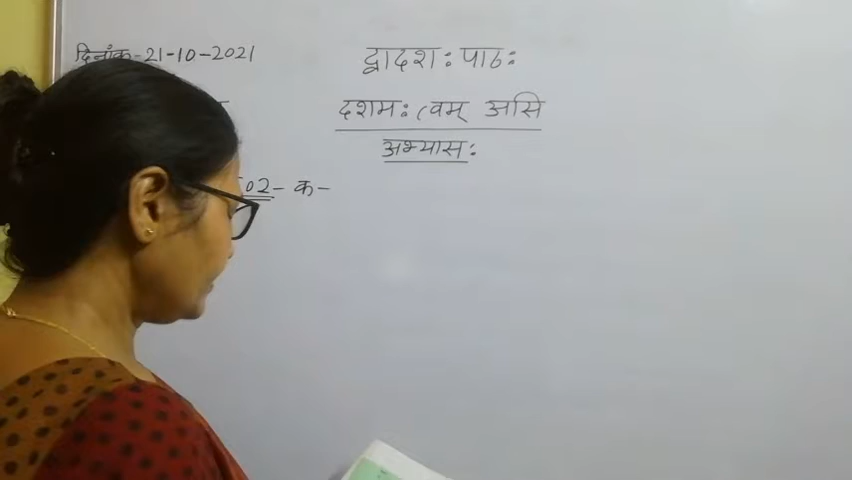 दिनांक-21-10-2021
द्वादश: पाठ:
दशम: त्वम् असि
अभ्यास:
02- क-